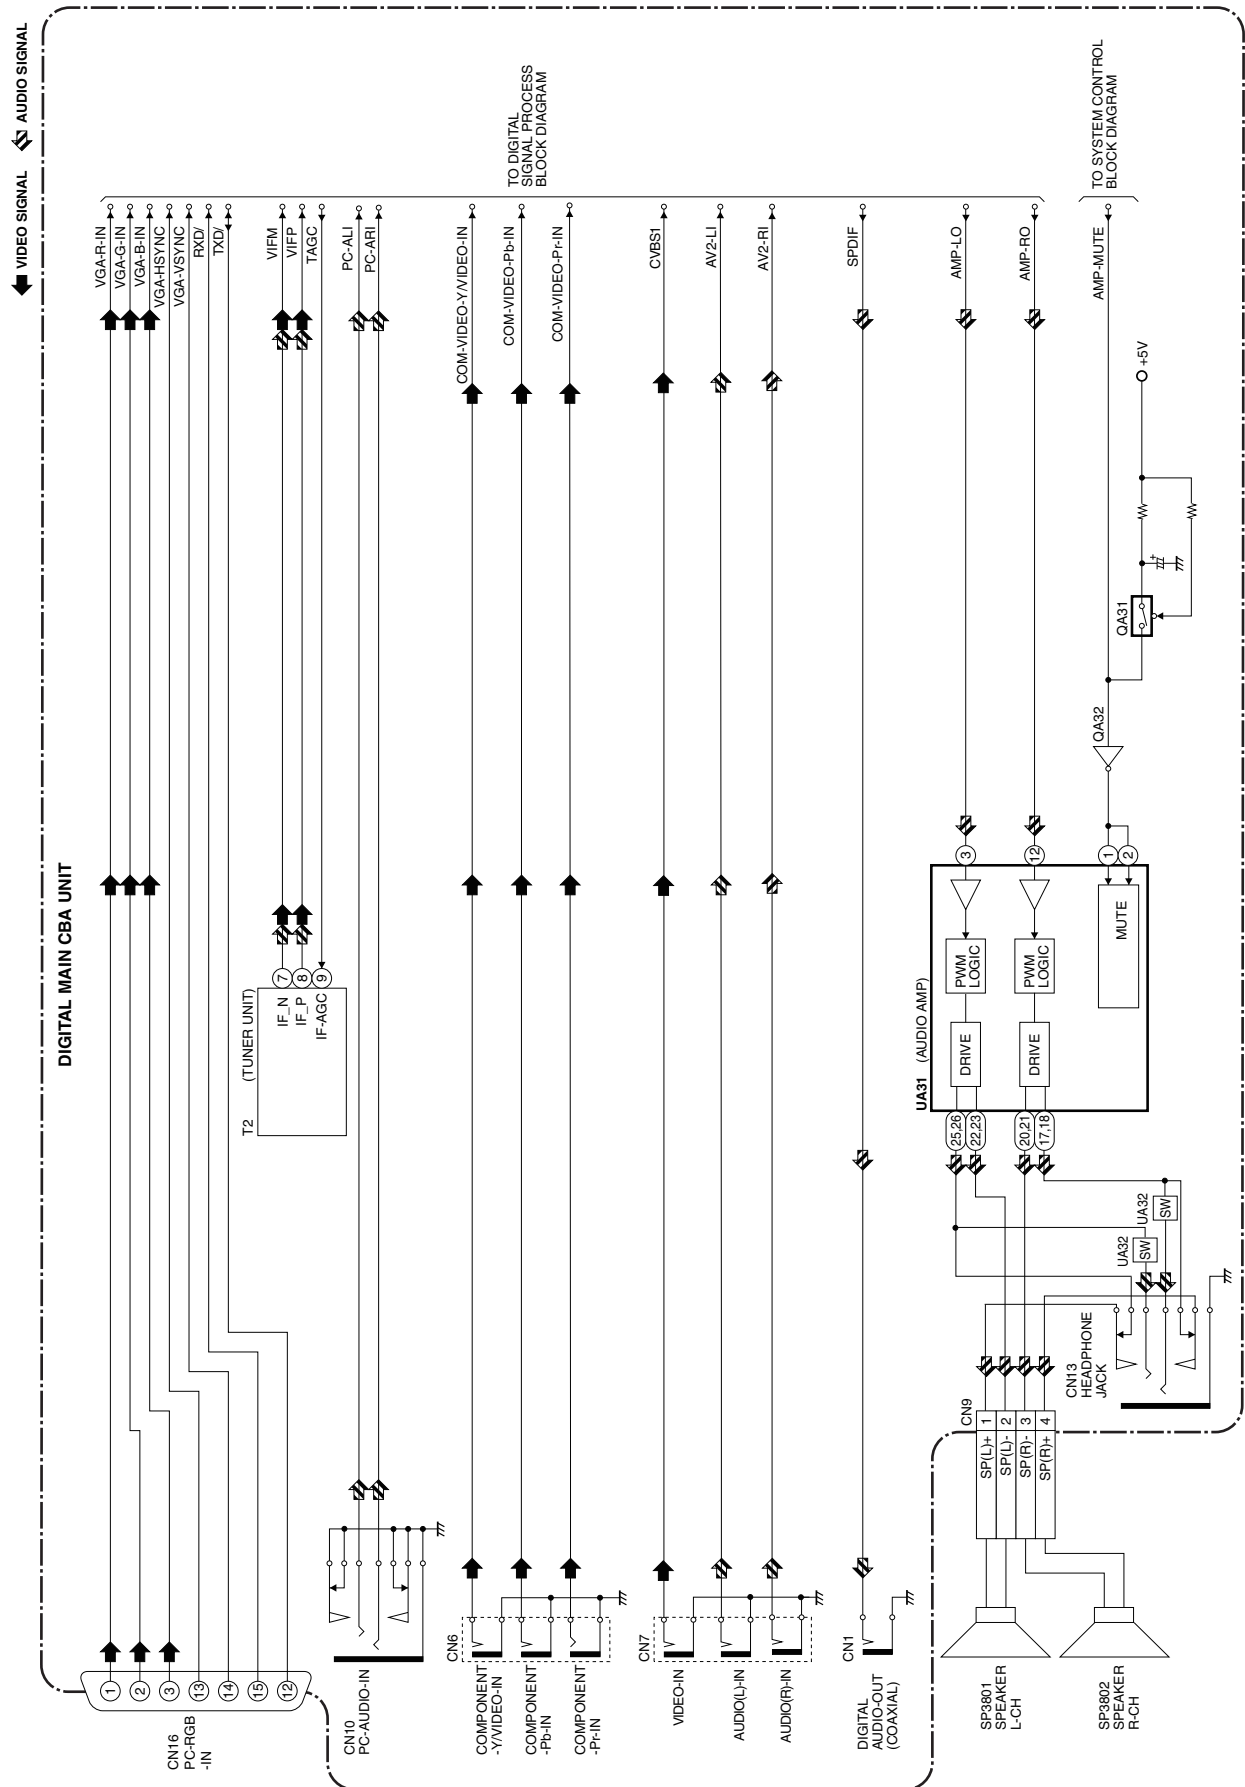 VIDEO SIGNAL
AUDIO SIGNAL
DIGITAL MAIN CBA UNIT
CN16
PC-RGB
-IN
1
2
3
13
14
15
12
VGA-R-IN
VGA-G-IN
VGA-B-IN
VGA-HSYNC
VGA-VSYNC
RXD/
TXD/
T2
(TUNER UNIT)
IF_N
IF_P
IF-AGC
7
8
9
VIFM
VIFP
TAGC
CN10
PC-AUDIO-IN
PC-ALI
PC-ARI
CN6
COMPONENT
-Y/VIDEO-IN
COMPONENT
-Pb-IN
COMPONENT
-Pr-IN
COM-VIDEO-Y/VIDEO-IN
COM-VIDEO-Pb-IN
COM-VIDEO-Pr-IN
TO DIGITAL
SIGNAL PROCESS
BLOCK DIAGRAM
CN7
VIDEO-IN
AUDIO(L)-IN
AUDIO(R)-IN
CVBS1
AV2-LI
AV2-RI
CN1
DIGITAL
AUDIO-OUT
(COAXIAL)
SPDIF
AMP-LO
AMP-RO
UA31
(AUDIO AMP)
25,26
22,23
20,21
17,18
DRIVE
PWM
LOGIC
3
DRIVE
PWM
LOGIC
12
MUTE
1
2
QA32
QA31
+
+5V
AMP-MUTE
TO SYSTEM CONTROL
BLOCK DIAGRAM
UA32
SW
UA32
SW
CN13
HEADPHONE
JACK
CN9
SP(L)+ 1
SP(L)- 2
SP(R)- 3
SP(R)+ 4
SP3801
SPEAKER
L-CH
SP3802
SPEAKER
R-CH